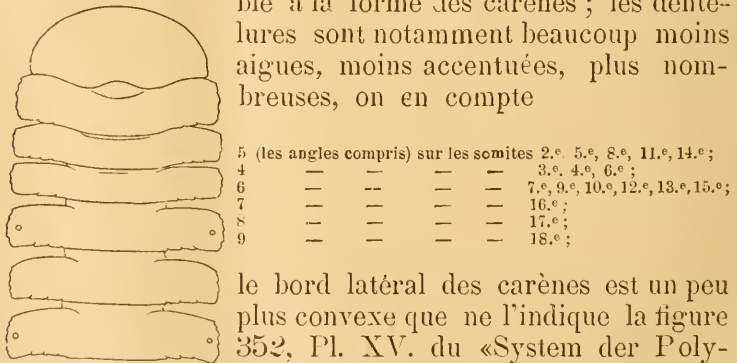 ble à la forme des carènes ; les dente-
lures sont notamment beaucoup moins
aigues, moins accentuées, plus nom-
breuses, on en compte
5 (les angles compris) sur les somites 2.e 5.e, 8.e, 11.e, 14.e ;
4 — — — — 3.e. 4.e, 6.e ;
6 — -- — — 7.e, 9.e, 10.e, 12.e, 13.e, 15.e ;
7 — — — — 16.e ;
8 — — — — 17.e ;
9 — — — — 18.e ;
le bord latéral des carènes est un peu
plus convexe que ne l'indique la figure
352, Pl. XV. du «System der Poly-